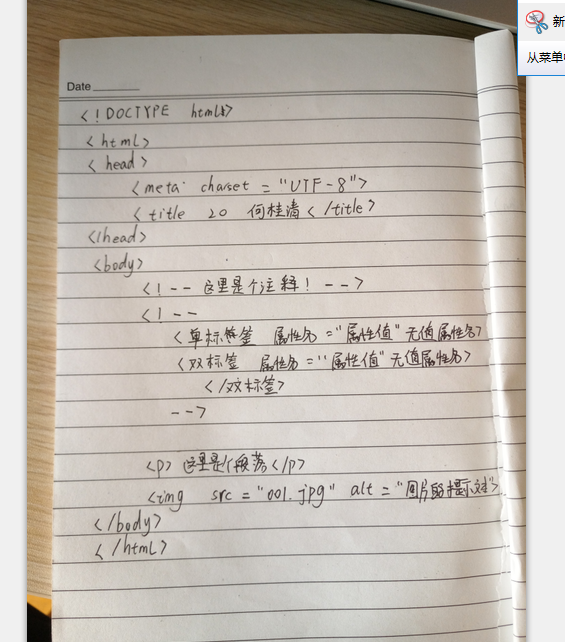 新
从菜单
Date
<!DOCTYPE html>
<html>
<head>
<meta charset = "UTF-8">
<title 20 何桂清</title>
</head>
<body>
<!-- 这里是个注释! -->
<!--
<单标签 属性名="属性值" 无值属性名>
<双标签 属性名="属性值" 无值属性名>
</双标签>
-->
<p> 这里是个段落</p>
<img src = "001.jpg" alt = "图片的提示文本">
</body>
</html>